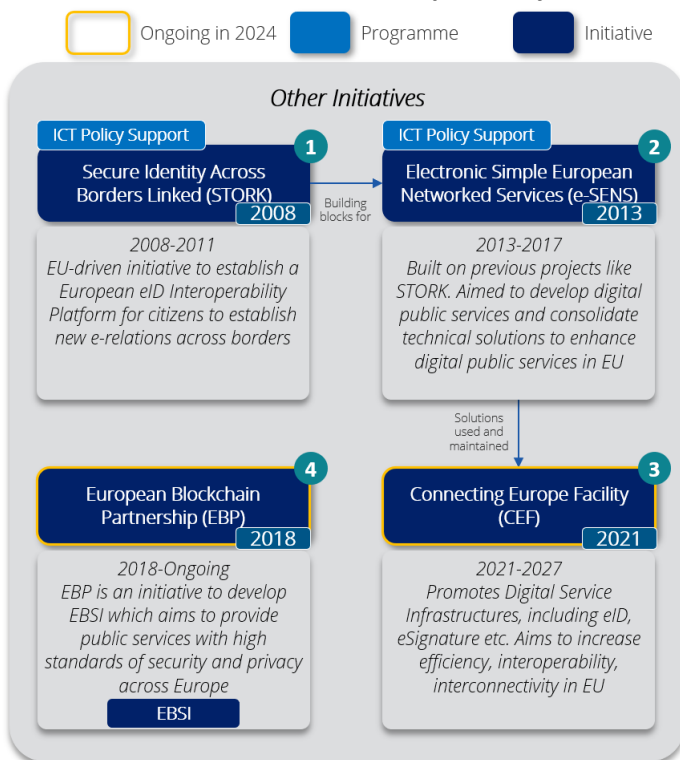 Ongoing in 2024
Programme
Initiative
Other Initiatives
ICT Policy Support
1
Secure Identity Across
Borders Linked (STORK)
2008
2008-2011
EU-driven initiative to establish a
European eID Interoperability
Platform for citizens to establish
new e-relations across borders
Building
blocks for
ICT Policy Support
2
Electronic Simple European
Networked Services (e-SENS)
2013
2013-2017
Built on previous projects like
STORK. Aimed to develop digital
public services and consolidate
technical solutions to enhance
digital public services in EU
Solutions
used and
maintained
4
European Blockchain
Partnership (EBP)
2018
2018-Ongoing
EBP is an initiative to develop
EBSI which aims to provide
public services with high
standards of security and privacy
across Europe
EBSI
3
Connecting Europe Facility
(CEF)
2021
2021-2027
Promotes Digital Service
Infrastructures, including eID,
eSignature etc. Aims to increase
efficiency, interoperability,
interconnectivity in EU